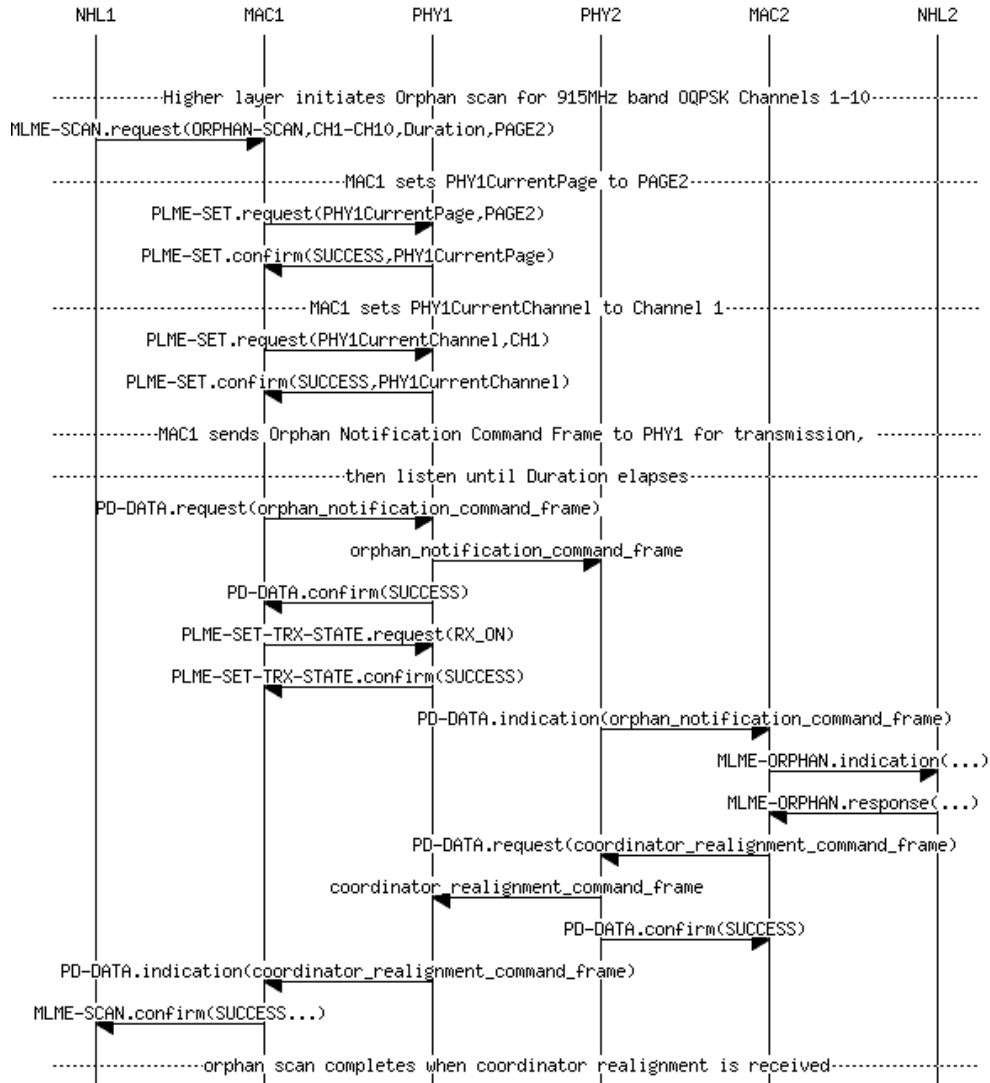 NHL1 MAC1 PHY1 PHY2 MAC2 NHL2
Higher layer initiates Orphan scan for 915MHz band OQPSK Channels 1-10
MLME-SCAN.request(ORPHAN-SCAN,CH1-CH10,Duration,PAGE2)
MAC1 sets PHY1CurrentPage to PAGE2
PLME-SET.request(PHY1CurrentPage,PAGE2)
PLME-SET.confirm(SUCCESS,PHY1CurrentPage)
MAC1 sets PHY1CurrentChannel to Channel 1
PLME-SET.request(PHY1CurrentChannel,CH1)
PLME-SET.confirm(SUCCESS,PHY1CurrentChannel)
MAC1 sends Orphan Notification Command Frame to PHY1 for transmission,
then listen until Duration elapses
PD-DATA.request(orphan_notification_command_frame)
orphan_notification_command_frame
PD-DATA.confirm(SUCCESS)
PLME-SET-TRX-STATE.request(RX_ON)
PLME-SET-TRX-STATE.confirm(SUCCESS)
PD-DATA.indication(orphan_notification_command_frame)
MLME-ORPHAN.indication(...)
MLME-ORPHAN.response(...)
PD-DATA.request(coordinator_realignment_command_frame)
coordinator_realignment_command_frame
PD-DATA.confirm(SUCCESS)
PD-DATA.indication(coordinator_realignment_command_frame)
MLME-SCAN.confirm(SUCCESS...)
orphan scan completes when coordinator realignment is received